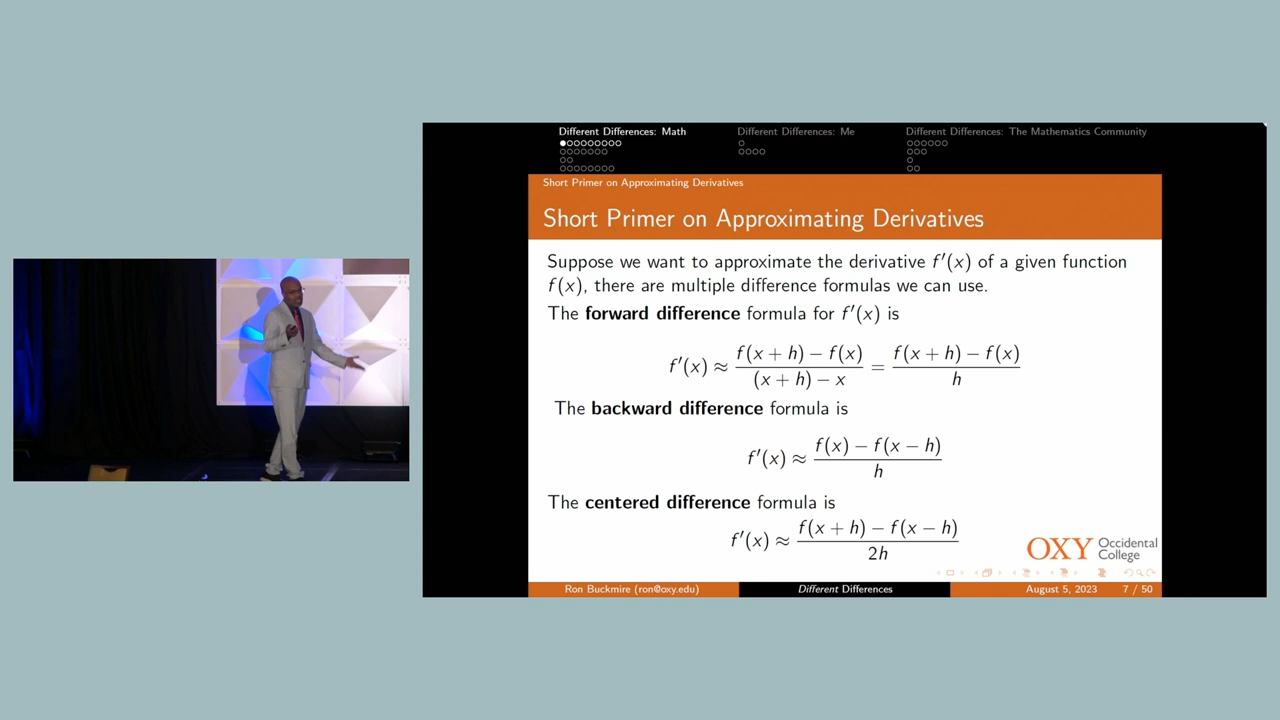 Different Differences: Math
Different Differences: Me
Different Differences: The Mathematics Community
Short Primer on Approximating Derivatives
Short Primer on Approximating Derivatives
Suppose we want to approximate the derivative f′(x) of a given function
f(x), there are multiple difference formulas we can use.
The forward difference formula for f′(x) is
f′(x) ≈ f(x + h) − f(x) / (x + h) − x = f(x + h) − f(x) / h
The backward difference formula is
f′(x) ≈ f(x) − f(x − h) / h
The centered difference formula is
f′(x) ≈ f(x + h) − f(x − h) / 2h
OXY Occidental
College
Ron Buckmire (ron@oxy.edu) Different Differences August 5, 2023 7 / 50